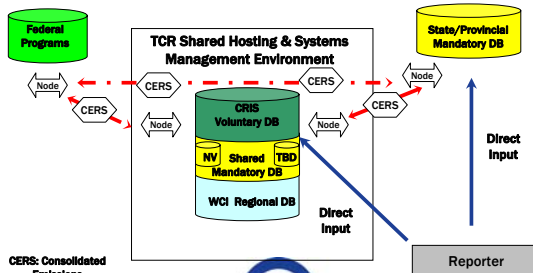 Federal
Programs
TCR Shared Hosting & Systems
Management Environment
State/Provincial
Mandatory DB
Node
CERS
CERS
Node
CERS
CERS
Node
Node
CRIS
Voluntary DB
NV
Shared
Mandatory DB
TBD
WCI Regional DB
Direct
Input
Direct
Input
Reporter
CERS: Consolidated
Emissions